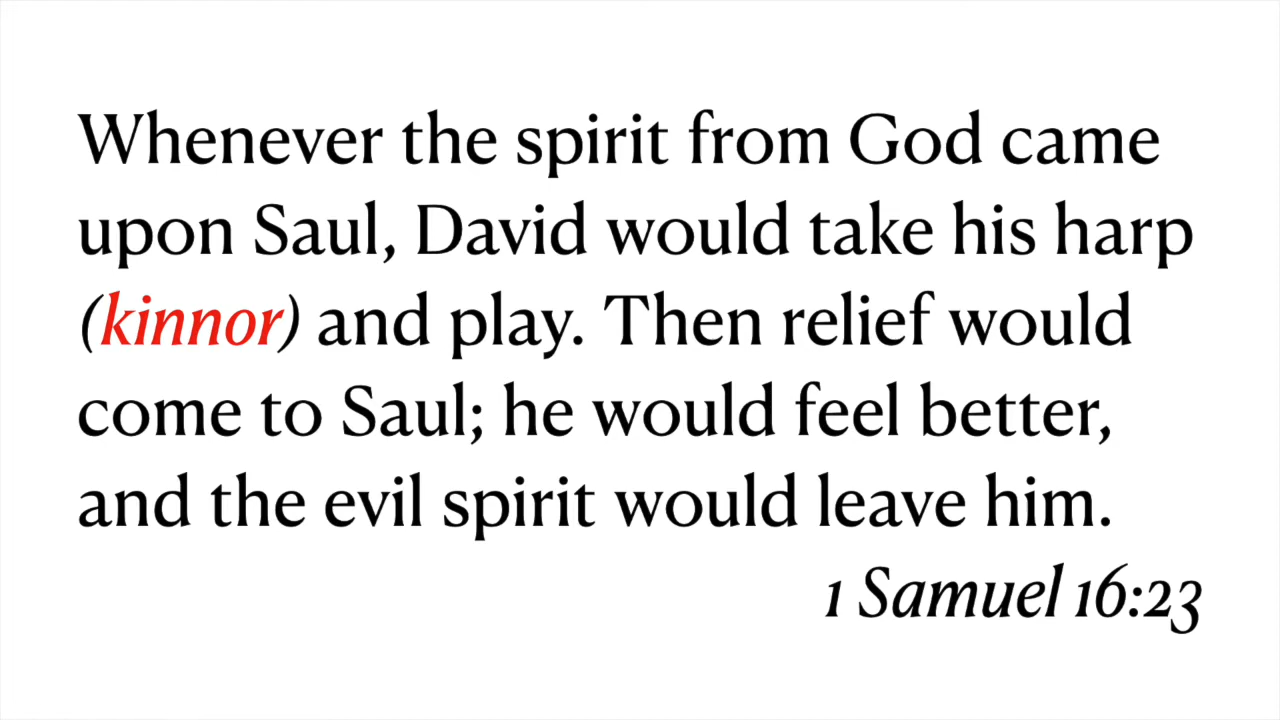 Whenever the spirit from God came
upon Saul, David would take his harp
(kinnor) and play. Then relief would
come to Saul; he would feel better,
and the evil spirit would leave him.
1 Samuel 16:23